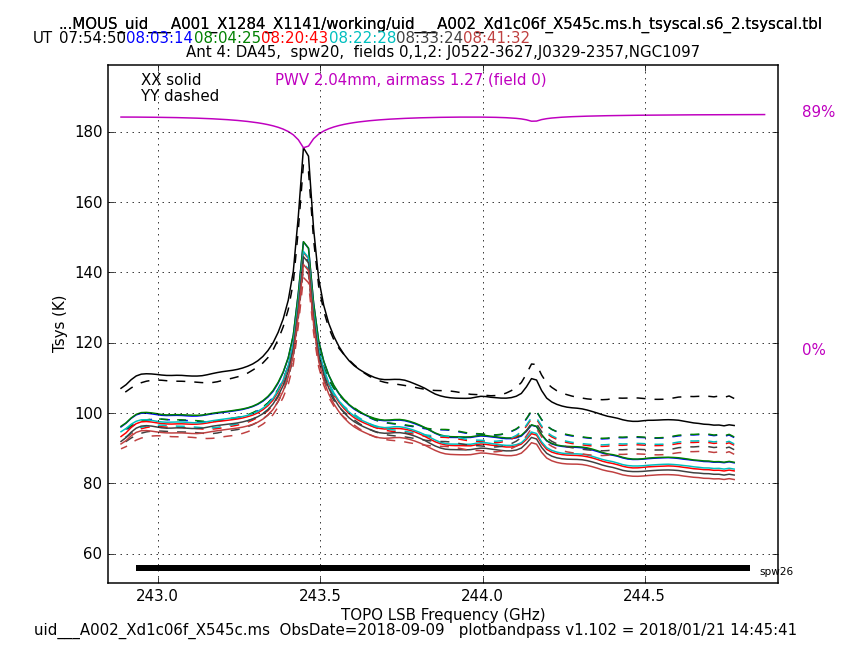 ...MOUS_uid___A001_X1284_X1141/working/uid___A002_Xd1c06f_X545c.ms.h_tsyscal.s6_2.tsyscal.tbl
UT 07:54:50 08:03:14 08:04:25 08:20:43 08:22:28 08:33:24 08:41:32
Ant 4: DA45,  spw20,  fields 0,1,2: J0522-3627,J0329-2357,NGC1097
XX solid
PWV 2.04mm, airmass 1.27 (field 0)
YY dashed
89%
180
160
140
120
100
80
60
0%
Tsys (K)
spw26
243.0 243.5 244.0 244.5
TOPO LSB Frequency (GHz)
uid___A002_Xd1c06f_X545c.ms  ObsDate=2018-09-09  plotbandpass v1.102 = 2018/01/21 14:45:41